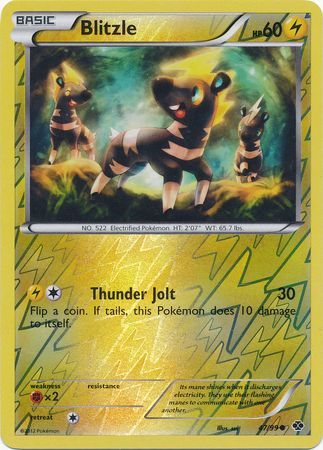 BASIC
Blitzle
HP60
NO. 522 Electrified Pokémon HT: 2'07" WT: 65.7 lbs.
Thunder Jolt 30
Flip a coin. If tails, this Pokémon does 10 damage
to itself.
weakness resistance
×2
retreat
Its mane shines when it discharges
electricity. They use their flashing
manes to communicate with one
another.
©2012 Pokémon
Illus.
47/99